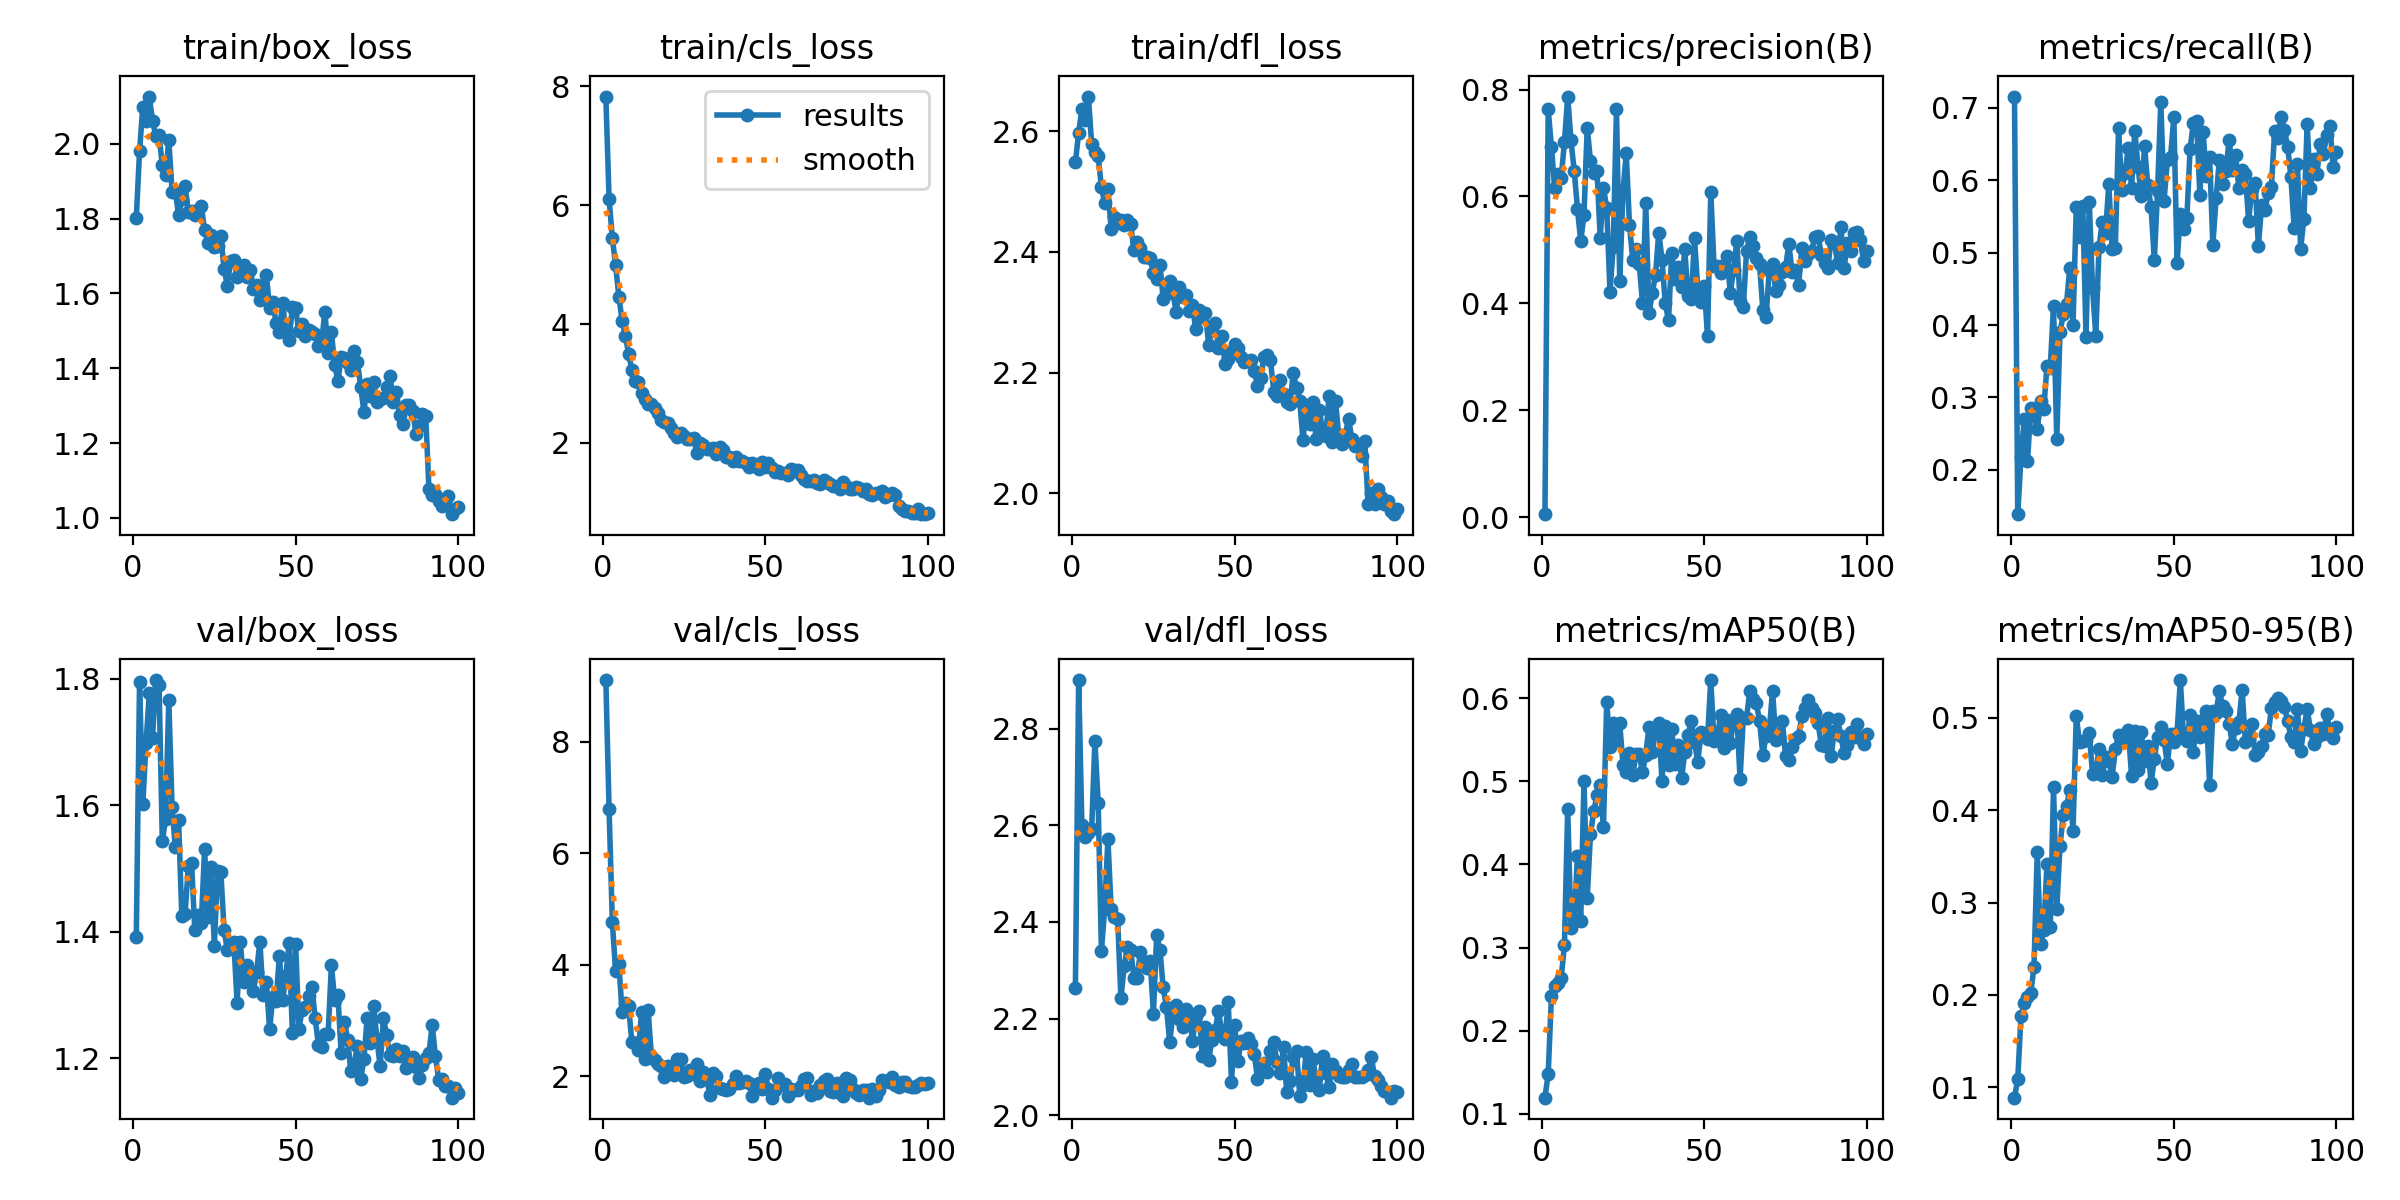 train/box_loss
2.0
1.8
1.6
1.4
1.2
1.0
0 50 100
train/cls_loss
results
smooth
8
6
4
2
0 50 100
train/dfl_loss
2.6
2.4
2.2
2.0
0 50 100
metrics/precision(B)
0.8
0.6
0.4
0.2
0.0
0 50 100
metrics/recall(B)
0.7
0.6
0.5
0.4
0.3
0.2
0 50 100
val/box_loss
1.8
1.6
1.4
1.2
0 50 100
val/cls_loss
8
6
4
2
0 50 100
val/dfl_loss
2.8
2.6
2.4
2.2
2.0
0 50 100
metrics/mAP50(B)
0.6
0.5
0.4
0.3
0.2
0.1
0 50 100
metrics/mAP50-95(B)
0.5
0.4
0.3
0.2
0.1
0 50 100